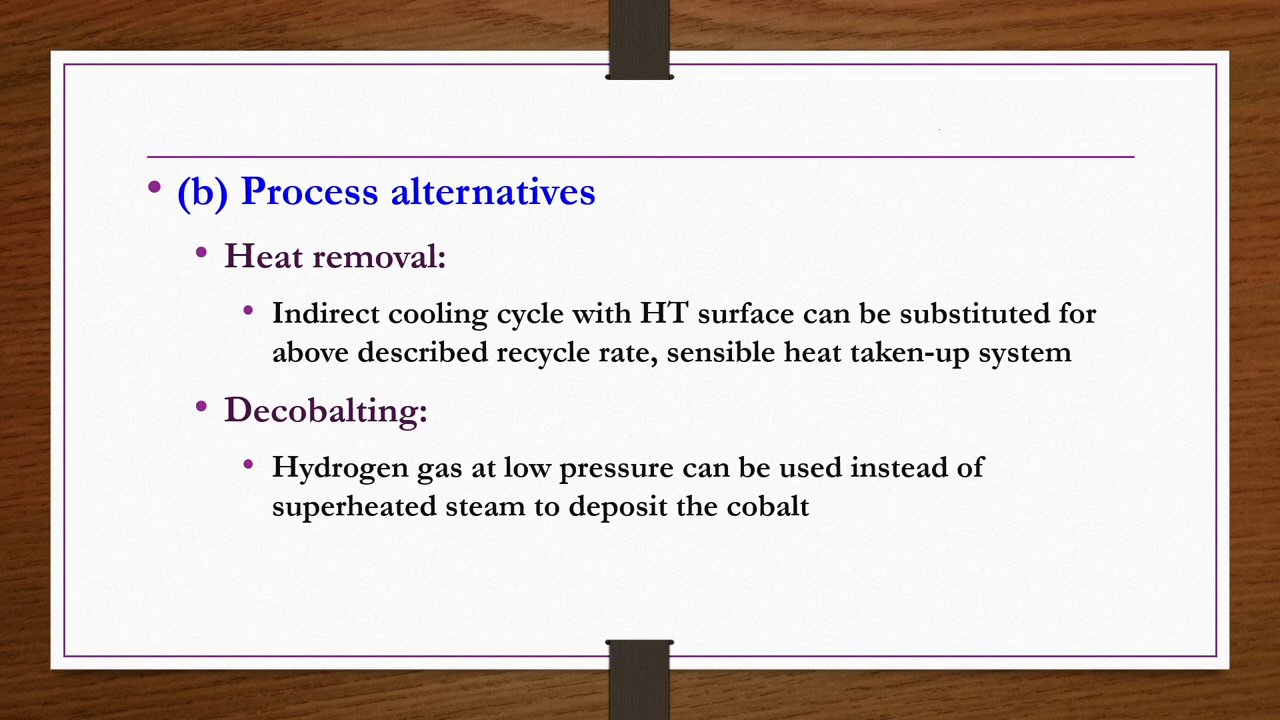 • (b) Process alternatives
• Heat removal:
• Indirect cooling cycle with HT surface can be substituted for
above described recycle rate, sensible heat taken-up system
• Decobalting:
• Hydrogen gas at low pressure can be used instead of
superheated steam to deposit the cobalt